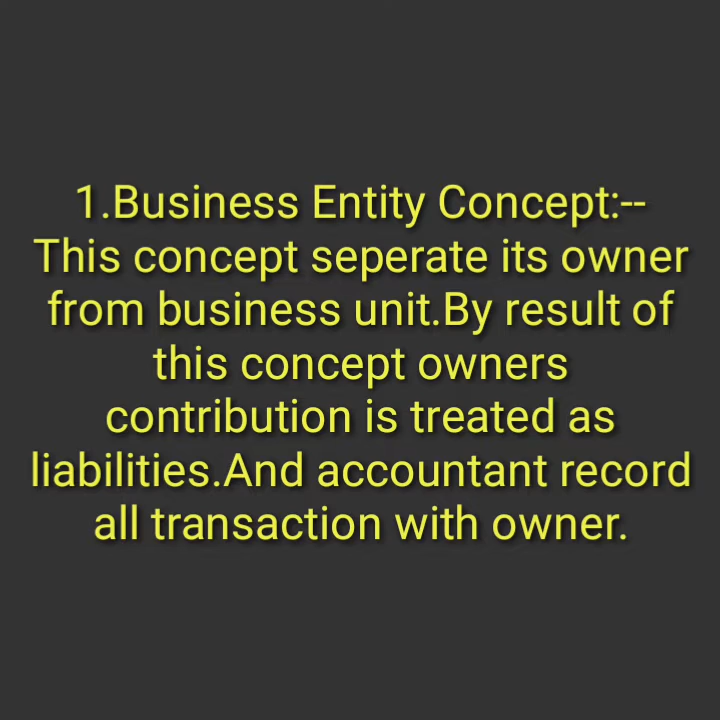 1.Business Entity Concept:--
This concept seperate its owner
from business unit.By result of
this concept owners
contribution is treated as
liabilities.And accountant record
all transaction with owner.